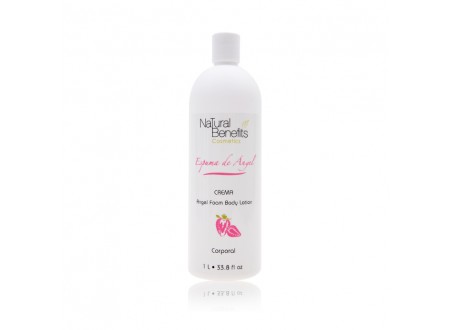 Natural
Benefits
Cosmetics
Espuma de Angel
CREMA
Angel Foam Body Lotion
Corporal
1 L · 33.8 fl oz